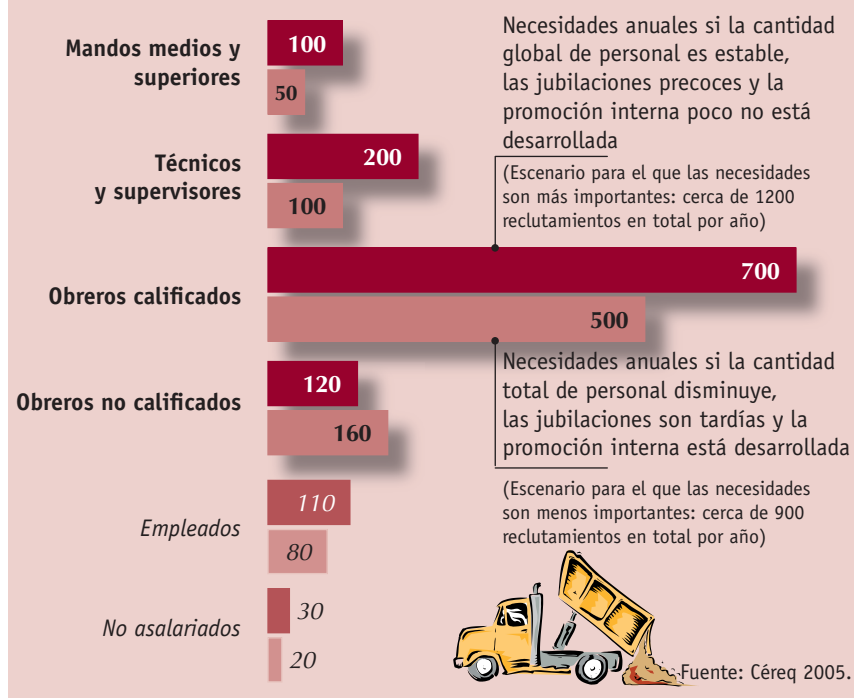 Mandos medios y
superiores
100
50
Necesidades anuales si la cantidad
global de personal es estable,
las jubilaciones precoces y la
promoción interna poco no está
desarrollada
(Escenario para el que las necesidades
son más importantes: cerca de 1200
reclutamientos en total por año)
Técnicos
y supervisores
200
100
Obreros calificados
700
500
Necesidades anuales si la cantidad
total de personal disminuye,
las jubilaciones son tardías y la
promoción interna está desarrollada
(Escenario para el que las necesidades
son menos importantes: cerca de 900
reclutamientos en total por año)
Obreros no calificados
120
160
Empleados
110
80
No asalariados
30
20
Fuente: Céreq 2005.